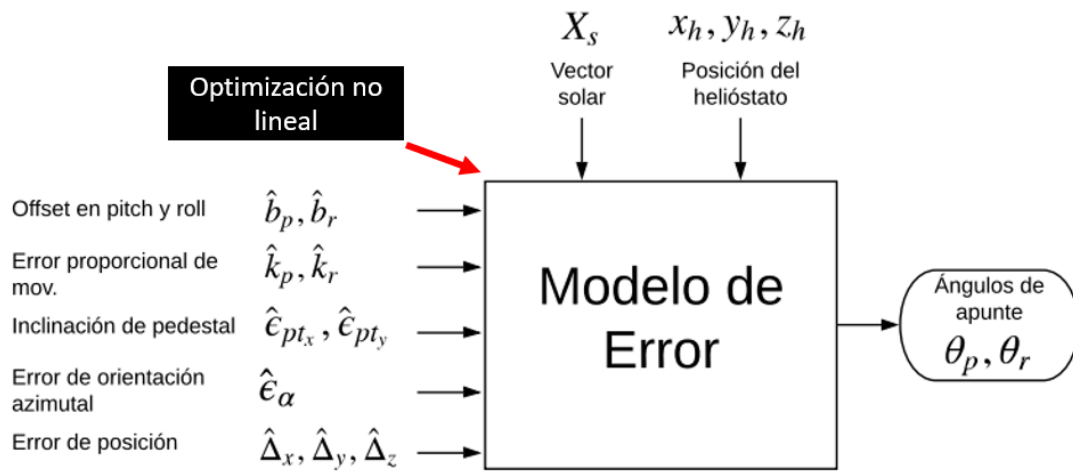 X_s
Vector
solar
x_h, y_h, z_h
Posición del
helióstato
Optimización no
lineal
Offset en pitch y roll
b̂_p, b̂_r
Error proporcional de
mov.
k̂_p, k̂_r
Inclinación de pedestal
ε̂_{pt_x}, ε̂_{pt_y}
Error de orientación
azimutal
ε̂_α
Error de posición
Δ̂_x, Δ̂_y, Δ̂_z
Modelo de
Error
Ángulos de
apunte
θ_p, θ_r